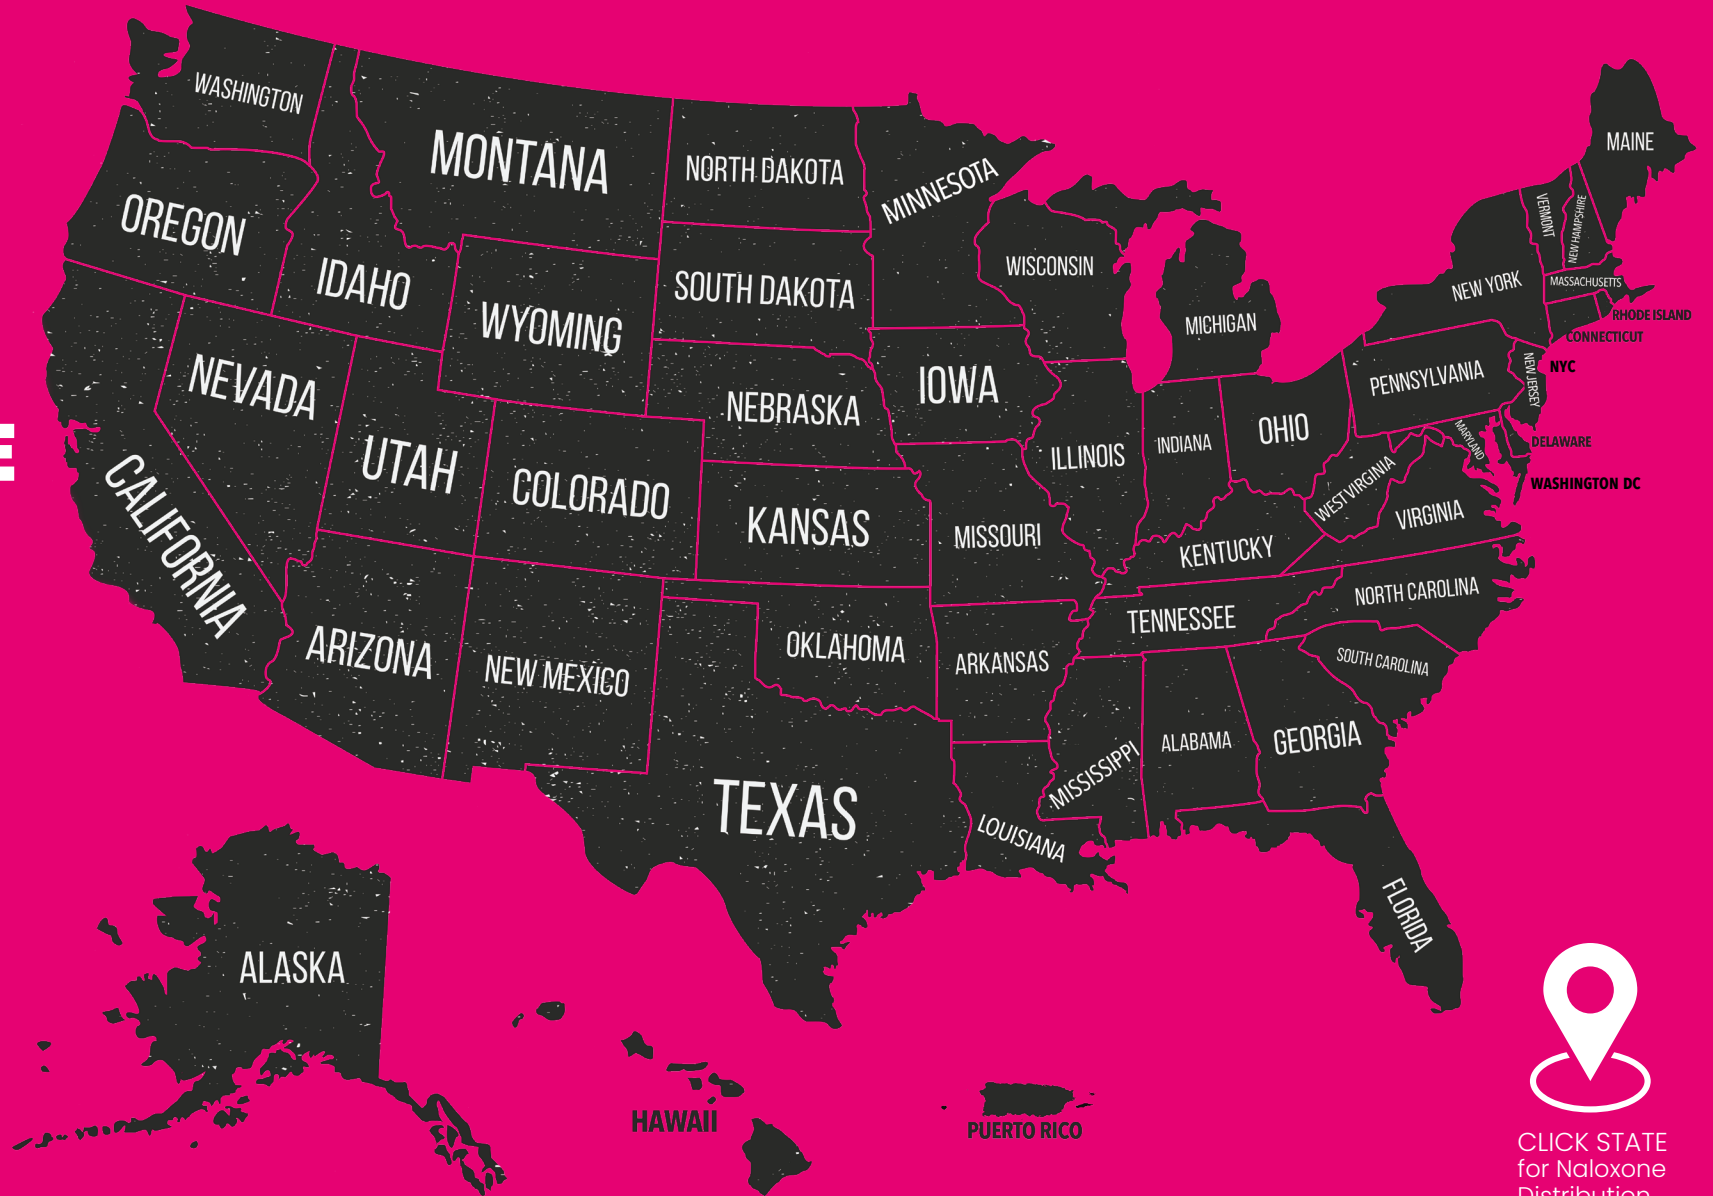 WASHINGTON
MONTANA
NORTH DAKOTA
MINNESOTA
MAINE
OREGON
IDAHO
WYOMING
SOUTH DAKOTA
WISCONSIN
MICHIGAN
NEW YORK
VERMONT
NEW HAMPSHIRE
MASSACHUSETTS
RHODE ISLAND
CONNECTICUT
NYC
NEVADA
UTAH
COLORADO
NEBRASKA
IOWA
ILLINOIS
INDIANA
OHIO
PENNSYLVANIA
NEW JERSEY
DELAWARE
MARYLAND
WASHINGTON DC
E
CALIFORNIA
KANSAS
MISSOURI
KENTUCKY
WEST VIRGINIA
VIRGINIA
ARIZONA
NEW MEXICO
OKLAHOMA
ARKANSAS
TENNESSEE
NORTH CAROLINA
SOUTH CAROLINA
TEXAS
LOUISIANA
MISSISSIPPI
ALABAMA
GEORGIA
FLORIDA
ALASKA
HAWAII
PUERTO RICO
CLICK STATE
for Naloxone
Distribution